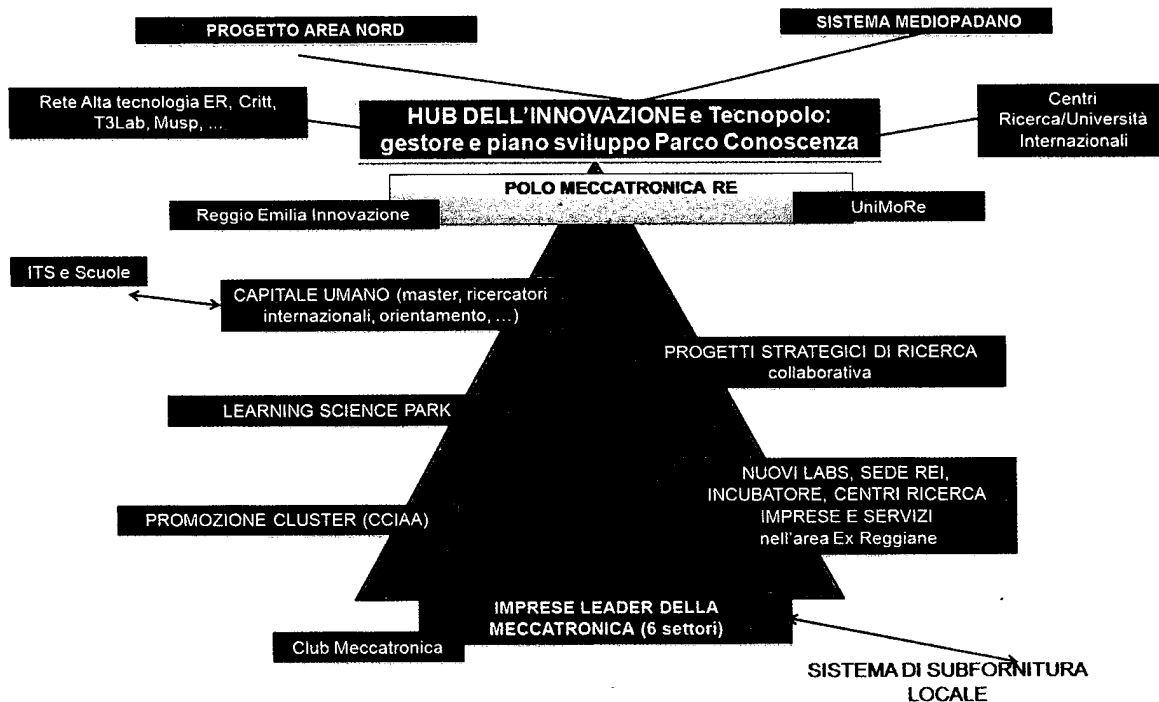 PROGETTO AREA NORD
SISTEMA MEDIOPADANO
Rete Alta tecnologia ER, Critt,
T3Lab, Musp, ...
HUB DELL'INNOVAZIONE e Tecnopolo:
gestore e piano sviluppo Parco Conoscenza
Centri
Ricerca/Università
Internazionali
POLO MECCATRONICA RE
Reggio Emilia Innovazione
UniMoRe
ITS e Scuole
CAPITALE UMANO (master, ricercatori
internazionali, orientamento, ...)
PROGETTI STRATEGICI DI RICERCA
collaborativa
LEARNING SCIENCE PARK
NUOVI LABS, SEDE REI,
INCUBATORE, CENTRI RICERCA
IMPRESE E SERVIZI
nell'area Ex Reggiane
PROMOZIONE CLUSTER (CCIAA)
IMPRESE LEADER DELLA
MECCATRONICA (6 settori)
Club Meccatronica
SISTEMA DI SUBFORNITURA
LOCALE